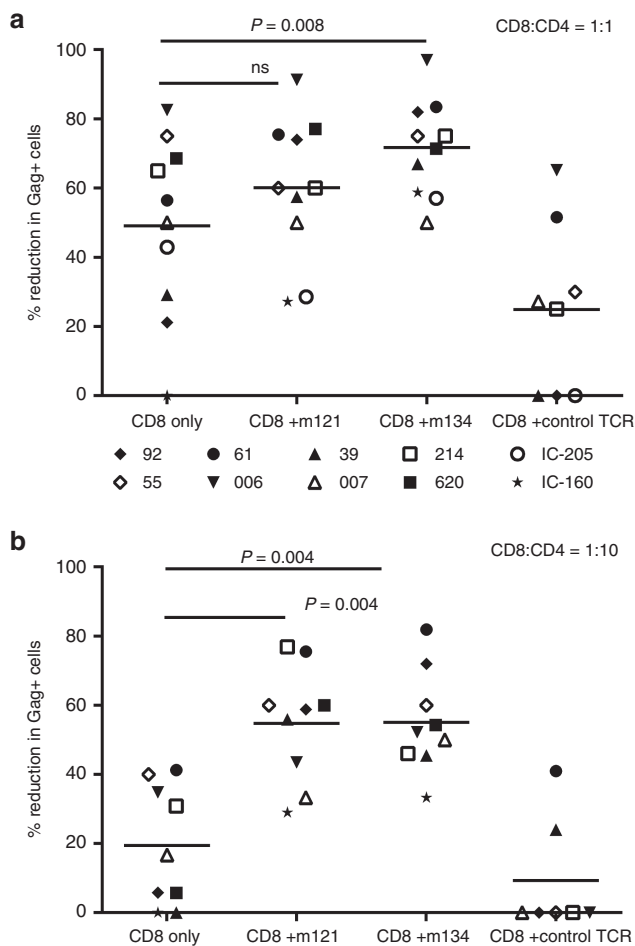 a
P = 0.008
CD8:CD4 = 1:1
ns
100
80
60
40
20
0
% reduction in Gag+ cells
CD8 only
CD8 +m121
CD8 +m134
CD8 +control TCR
92
61
39
214
IC-205
55
006
007
620
IC-160
b
P = 0.004
CD8:CD4 = 1:10
P = 0.004
100
80
60
40
20
0
% reduction in Gag+ cells
CD8 only
CD8 +m121
CD8 +m134
CD8 +control TCR